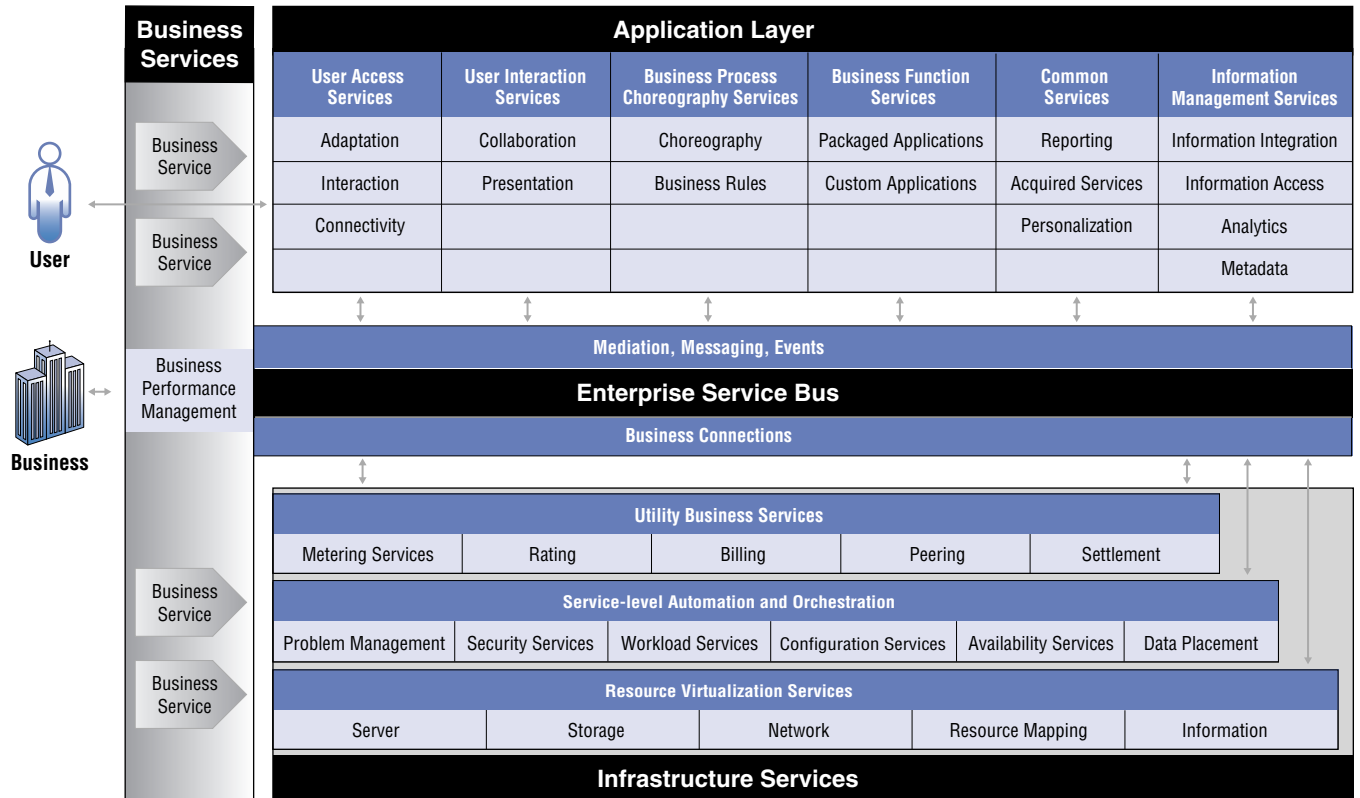 Business
Services
Application Layer
User Access
Services
User Interaction
Services
Business Process
Choreography Services
Business Function
Services
Common
Services
Information
Management Services
Adaptation
Collaboration
Choreography
Packaged Applications
Reporting
Information Integration
Interaction
Presentation
Business Rules
Custom Applications
Acquired Services
Information Access
Connectivity
Personalization
Analytics
Metadata
Business
Service
Business
Service
User
Mediation, Messaging, Events
Enterprise Service Bus
Business Connections
Business
Performance
Management
Business
Utility Business Services
Metering Services
Rating
Billing
Peering
Settlement
Business
Service
Service-level Automation and Orchestration
Problem Management
Security Services
Workload Services
Configuration Services
Availability Services
Data Placement
Business
Service
Resource Virtualization Services
Server
Storage
Network
Resource Mapping
Information
Infrastructure Services